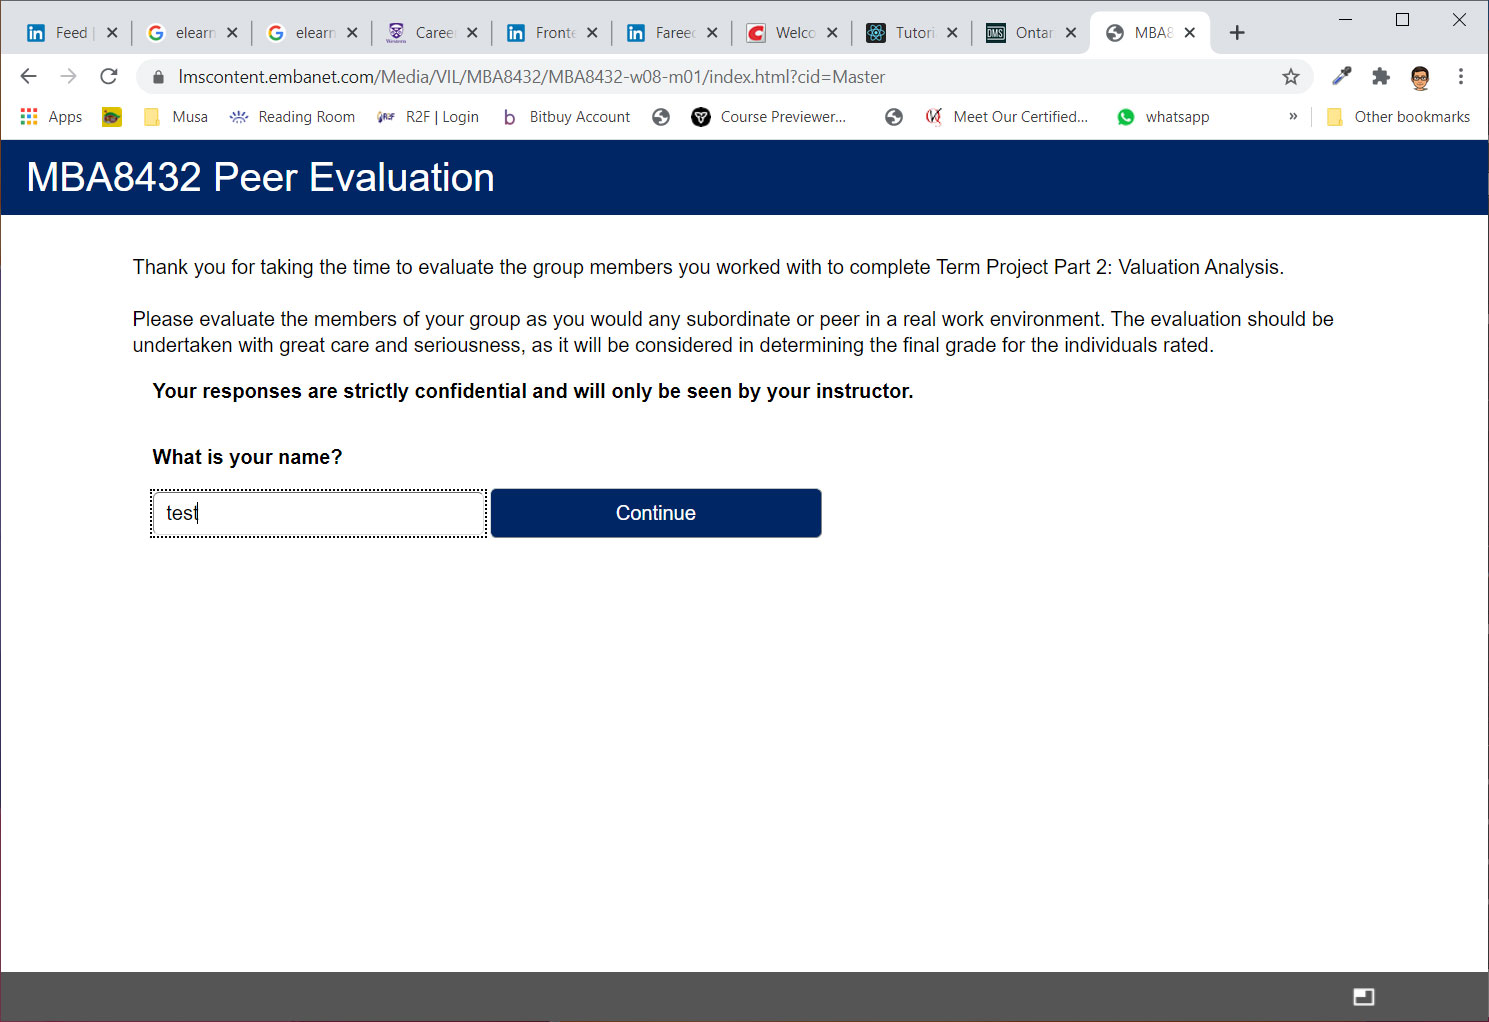 Feed
elearn
elearn
Career
Fronte
Fareed
Welco
Tutori
DMS
Ontar
MBA8
lmscontent.embanet.com/Media/VIL/MBA8432/MBA8432-w08-m01/index.html?cid=Master
Apps
Musa
Reading Room
R2F | Login
Bitbuy Account
Course Previewer...
Meet Our Certified...
whatsapp
»
Other bookmarks
MBA8432 Peer Evaluation
Thank you for taking the time to evaluate the group members you worked with to complete Term Project Part 2: Valuation Analysis.
Please evaluate the members of your group as you would any subordinate or peer in a real work environment. The evaluation should be
undertaken with great care and seriousness, as it will be considered in determining the final grade for the individuals rated.
Your responses are strictly confidential and will only be seen by your instructor.
What is your name?
test
Continue